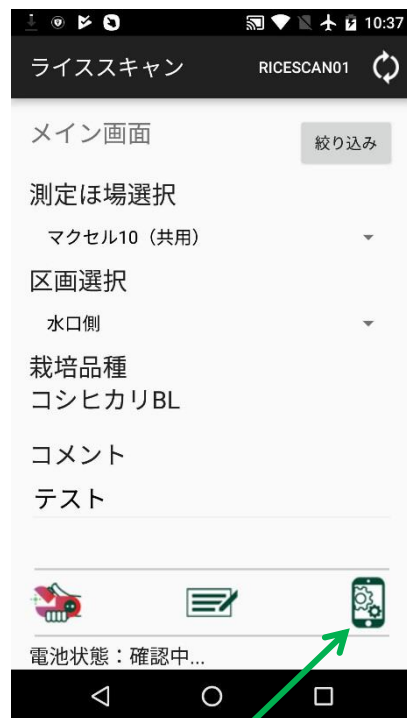 10:37
ライススキャン RICESCAN01
メイン画面
絞り込み
測定ほ場選択
マクセル10（共用）
区画選択
水口側
栽培品種
コシヒカリBL
コメント
テスト
電池状態：確認中...